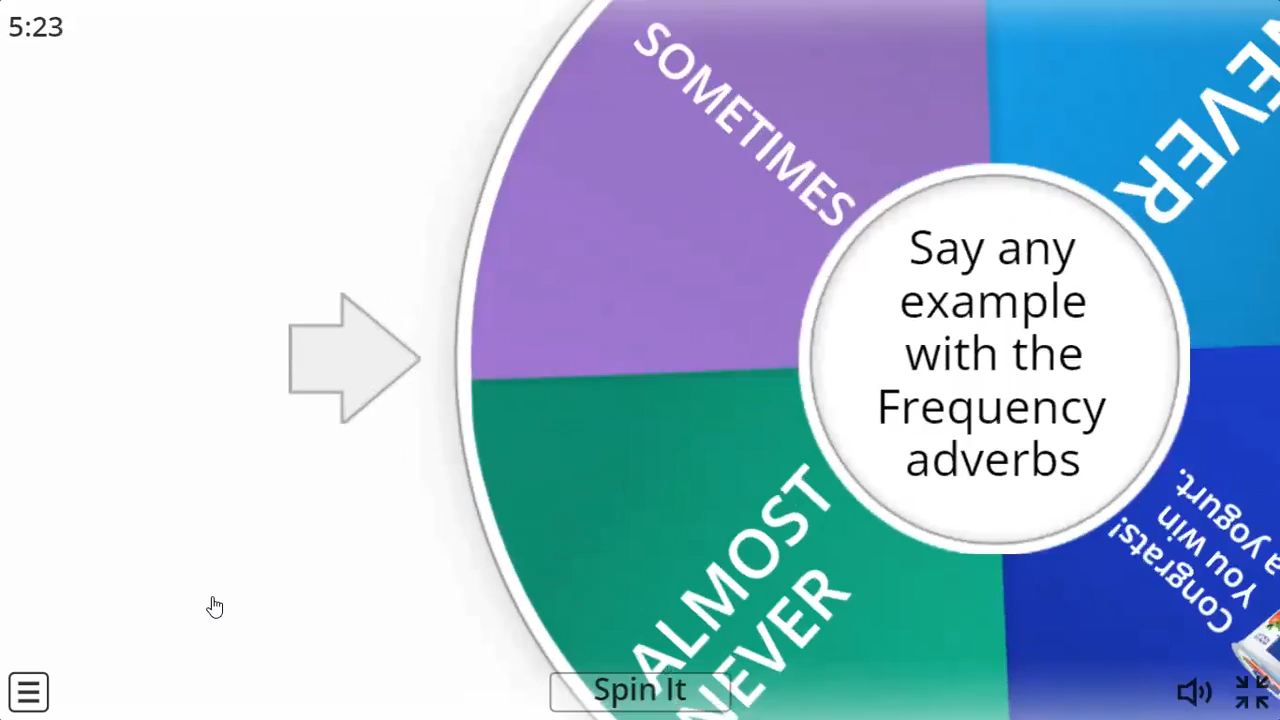 5:23
SOMETIMES
EVER
Say any
example
with the
Frequency
adverbs
ALMOST
NEVER
Congrats!
You win
a yogurt.
Spin It